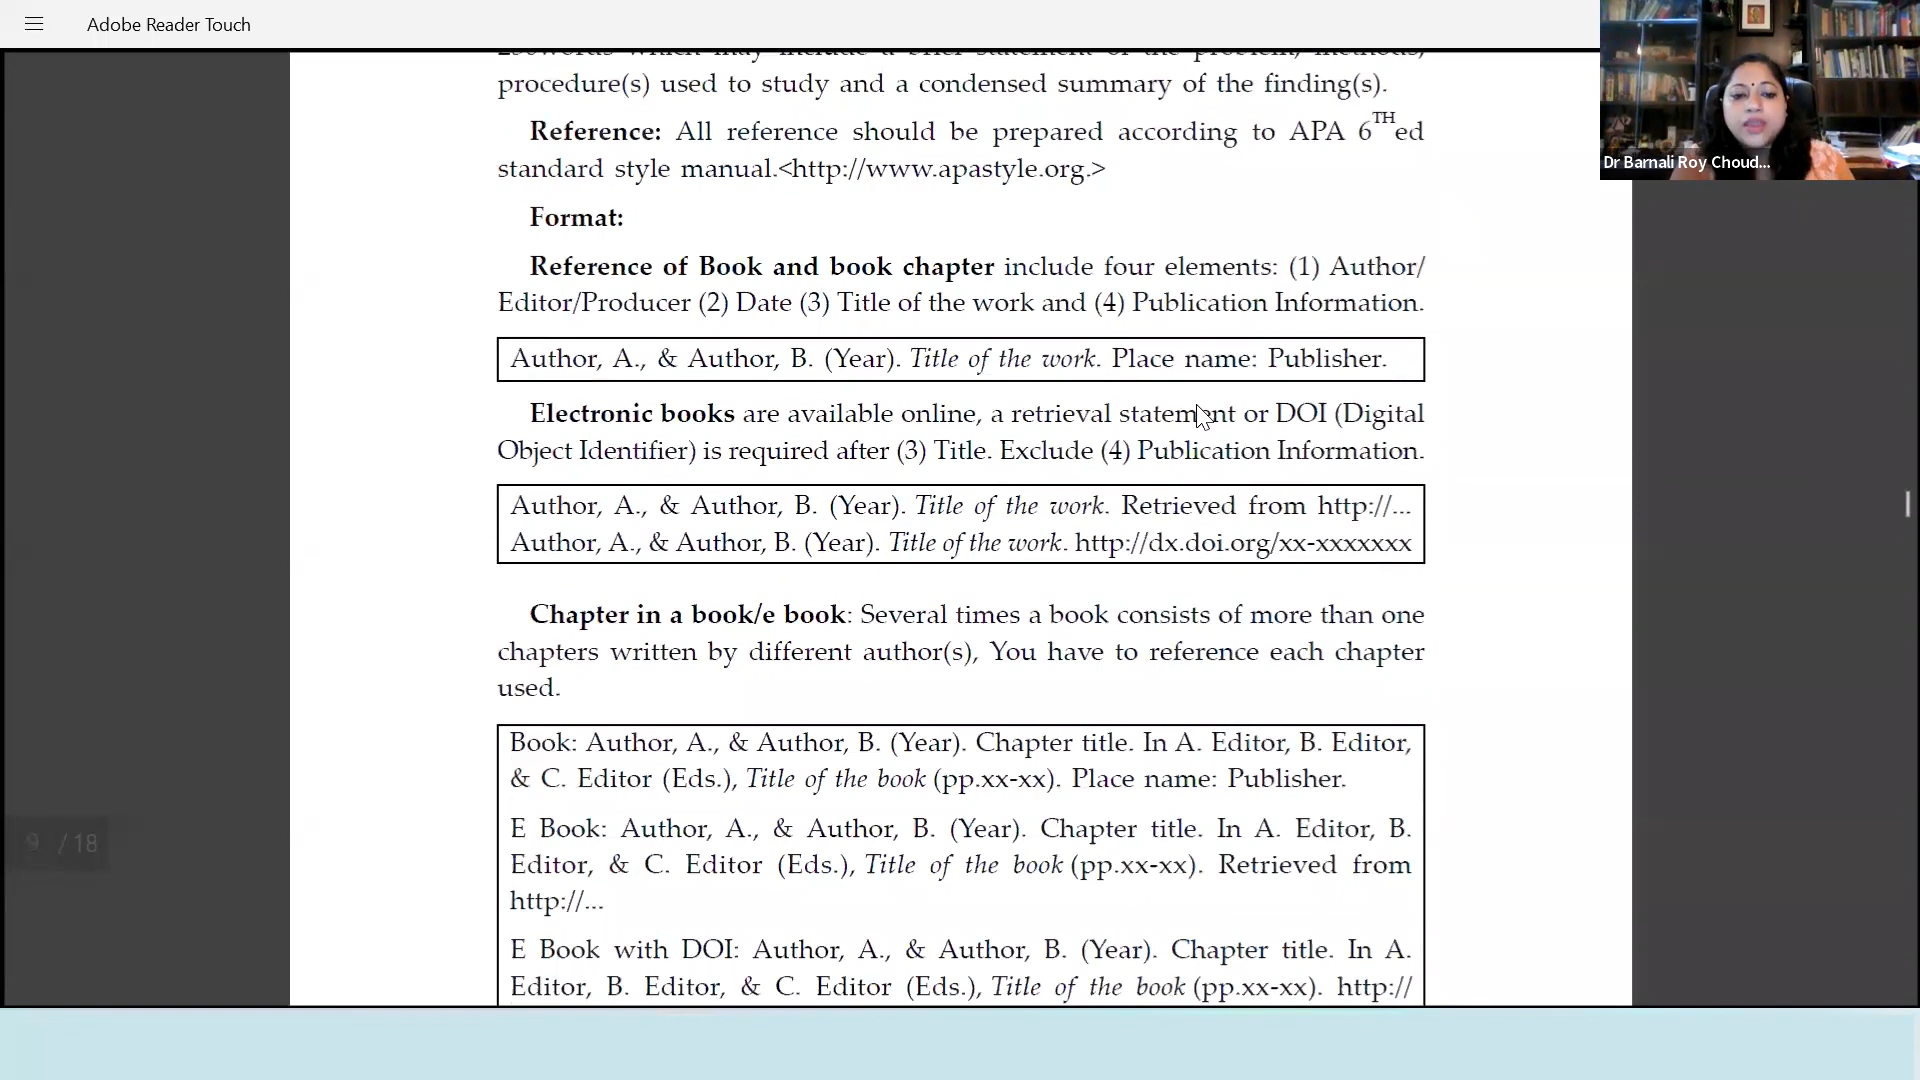 Adobe Reader Touch
procedure(s) used to study and a condensed summary of the finding(s).
Reference: All reference should be prepared according to APA 6THed
standard style manual.<http://www.apastyle.org.>
Format:
Reference of Book and book chapter include four elements: (1) Author/
Editor/Producer (2) Date (3) Title of the work and (4) Publication Information.
Author, A., & Author, B. (Year). Title of the work. Place name: Publisher.
Electronic books are available online, a retrieval statement or DOI (Digital
Object Identifier) is required after (3) Title. Exclude (4) Publication Information.
Author, A., & Author, B. (Year). Title of the work. Retrieved from http://...
Author, A., & Author, B. (Year). Title of the work. http://dx.doi.org/xx-xxxxxxx
Chapter in a book/e book: Several times a book consists of more than one
chapters written by different author(s), You have to reference each chapter
used.
Book: Author, A., & Author, B. (Year). Chapter title. In A. Editor, B. Editor,
& C. Editor (Eds.), Title of the book (pp.xx-xx). Place name: Publisher.
E Book: Author, A., & Author, B. (Year). Chapter title. In A. Editor, B.
Editor, & C. Editor (Eds.), Title of the book (pp.xx-xx). Retrieved from
http://...
E Book with DOI: Author, A., & Author, B. (Year). Chapter title. In A.
Editor, B. Editor, & C. Editor (Eds.), Title of the book (pp.xx-xx). http://
9 / 18
Dr Barnali Roy Choud...